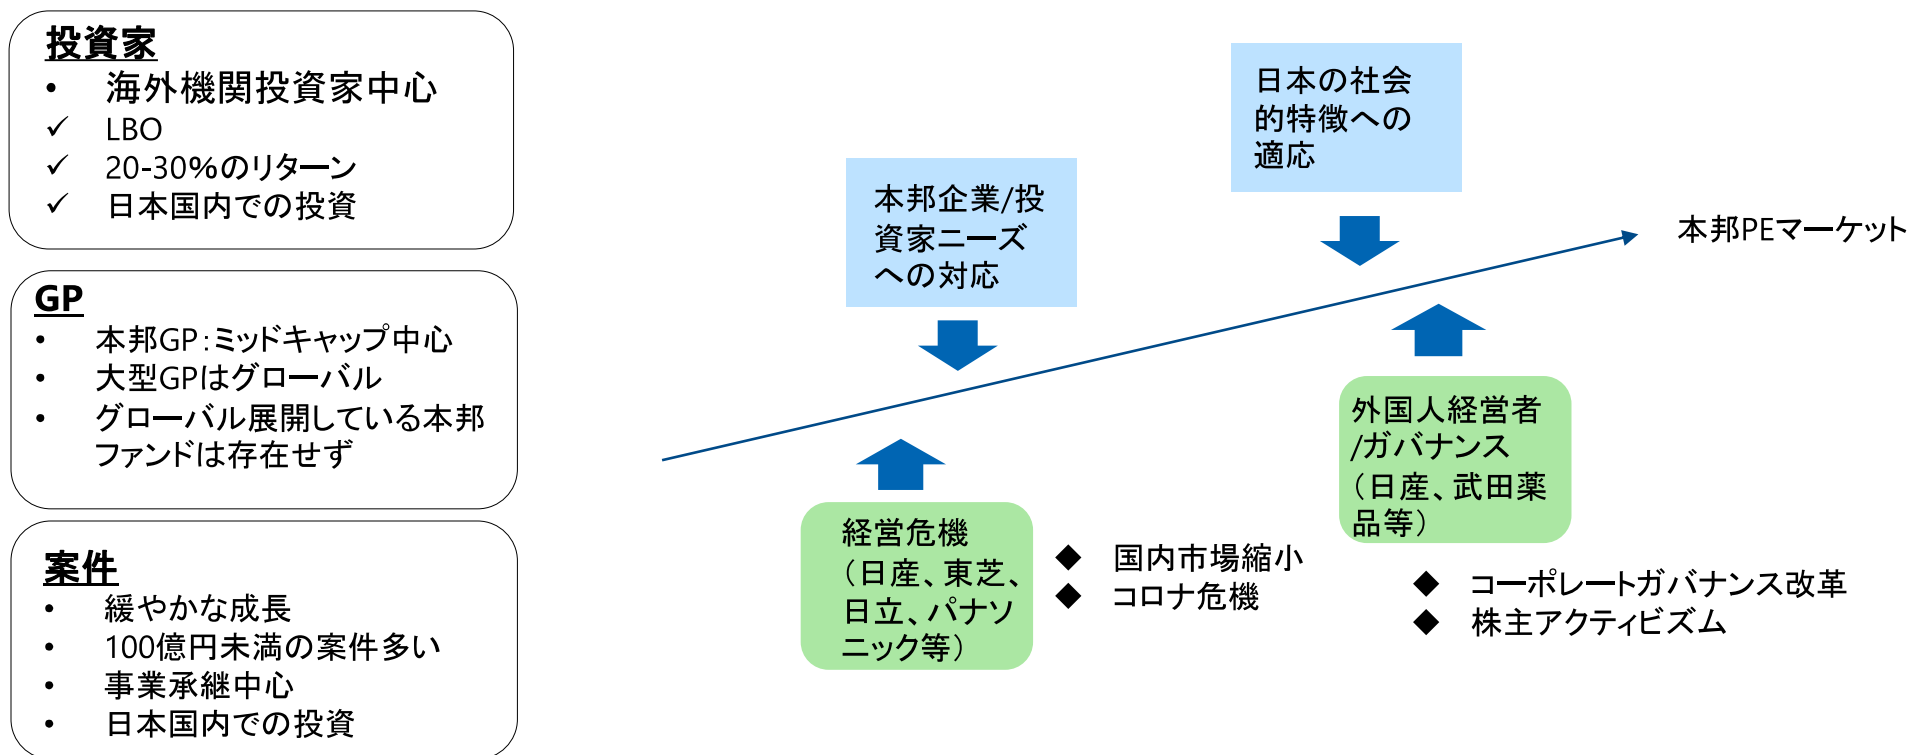 投資家
• 海外機関投資家中心
✓ LBO
✓ 20-30%のリターン
✓ 日本国内での投資
GP
• 本邦GP：ミッドキャップ中心
• 大型GPはグローバル
• グローバル展開している本邦
ファンドは存在せず
案件
• 緩やかな成長
• 100億円未満の案件多い
• 事業承継中心
• 日本国内での投資
本邦企業/投
資家ニーズ
への対応
日本の社会
的特徴への
適応
本邦PEマーケット
経営危機
（日産、東芝、
日立、パナソ
ニック等）
◆ 国内市場縮小
◆ コロナ危機
外国人経営者
/ガバナンス
（日産、武田薬
品等）
◆ コーポレートガバナンス改革
◆ 株主アクティビズム